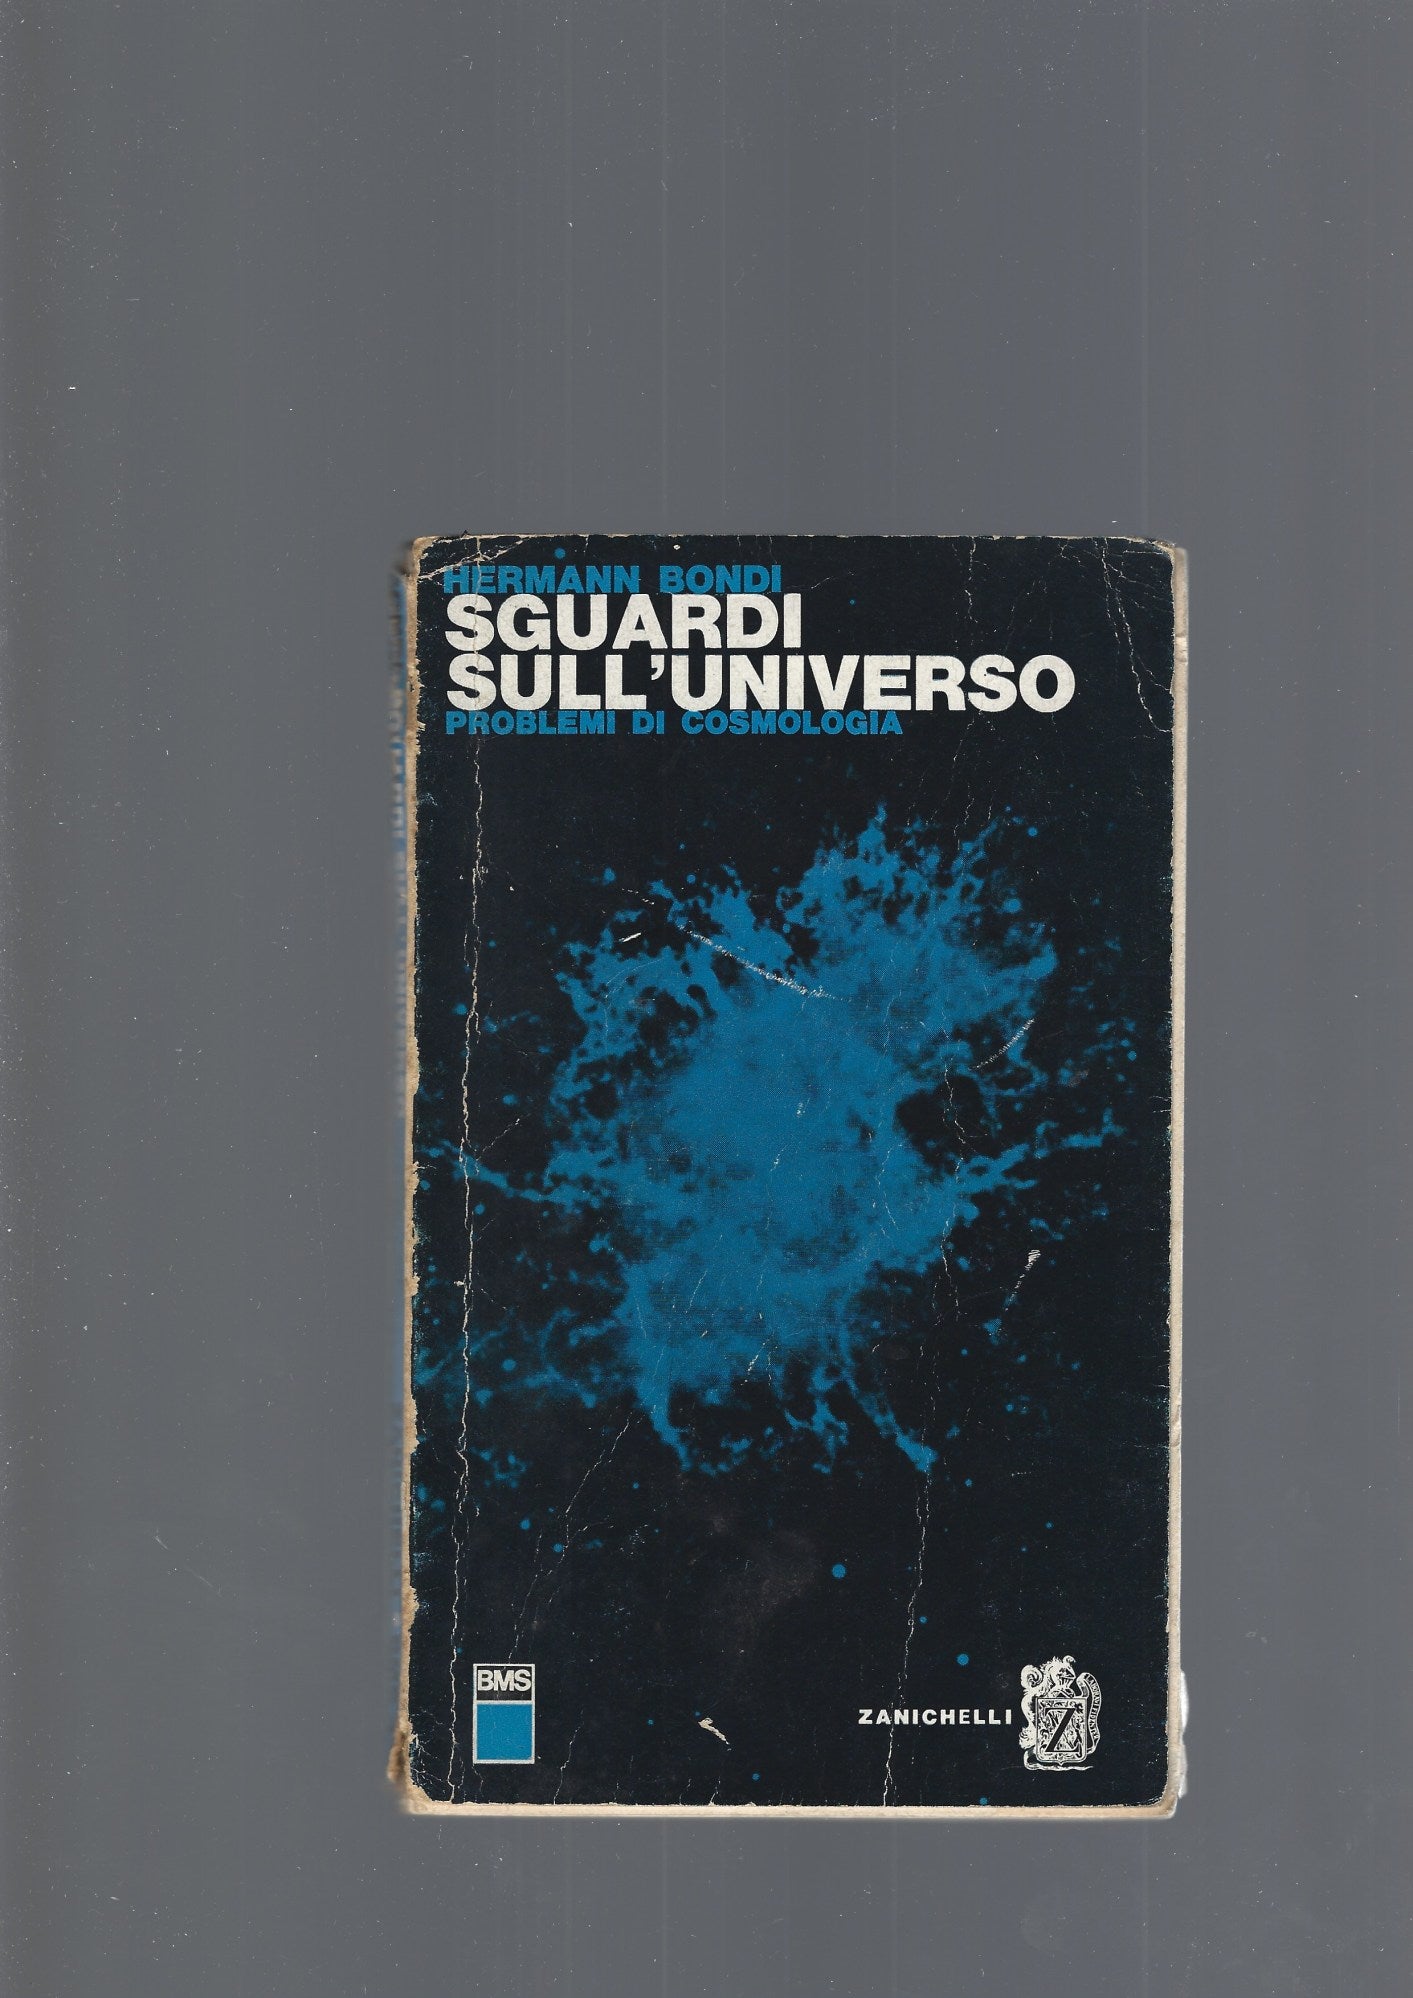 HERMANN BONDI
SGUARDI
SULL'UNIVERSO
PROBLEMI DI COSMOLOGIA
BMS
ZANICHELLI
Z